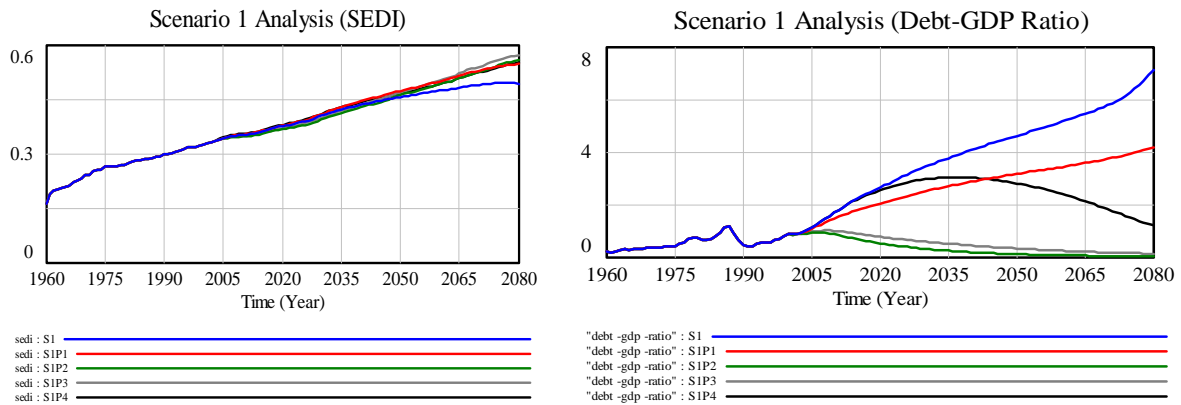 Scenario 1 Analysis (SEDI)
0.6
0.3
0
1960 1975 1990 2005 2020 2035 2050 2065 2080
Time (Year)
sedi : S1
sedi : S1P1
sedi : S1P2
sedi : S1P3
sedi : S1P4
Scenario 1 Analysis (Debt-GDP Ratio)
8
4
0
1960 1975 1990 2005 2020 2035 2050 2065 2080
Time (Year)
"debt -gdp -ratio" : S1
"debt -gdp -ratio" : S1P1
"debt -gdp -ratio" : S1P2
"debt -gdp -ratio" : S1P3
"debt -gdp -ratio" : S1P4